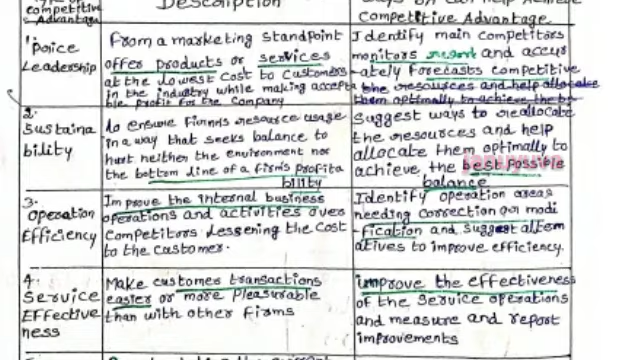 competitive
Advantage
Description
Competitive Advantage
1. Police
Leadership
From a marketing standpoint
offer products or services
at the lowest cost to customers
in the industry while making accepta
ble profit for the Company
Identify main competitors
monitors and accur
-ately forecasts competitive
the resources and help allocate
them optimally to achieve the
2.
Sustaina
bility
To ensure firm's resource usage
in a way that seeks balance to
hurt neither the environment nor
the bottom line of a firm's profita
bility
Suggest ways to reallocate
the resources and help
allocate them optimally to
achieve the best possible
balance
3. Operation
Efficiency
Improve the internal business
operations and activities over
Competitors. Lessening the Cost
to the Customer.
Identify operation areas
needing Correction or modi
-fication and suggest altern
atives to improve efficiency.
4.
Service
Effective
ness
Make customer transactions
easier or more pleasurable
than with other firms
improve the effectiveness
of the service operations
and measure and report
improvements